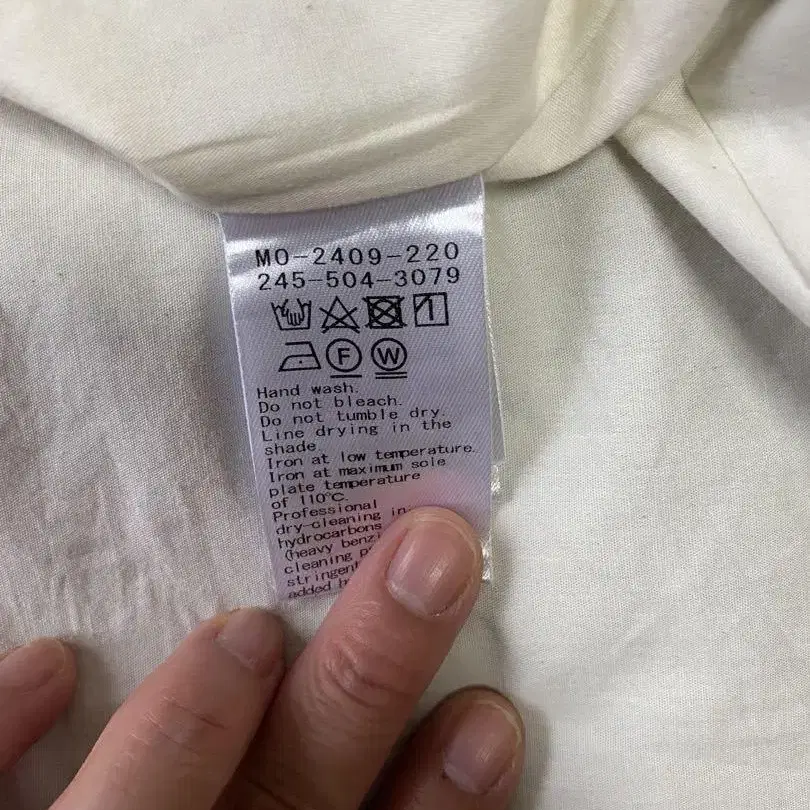 MO-2409-220
245-504-3079
F W
Hand wash.
Do not bleach.
Do not tumble dry.
Line drying in the
shade.
Iron at low temperature.
Iron at maximum sole
plate temperature
of 110℃.
Professional
dry-cleaning in
hydrocarbons
(heavy
cleaning
added